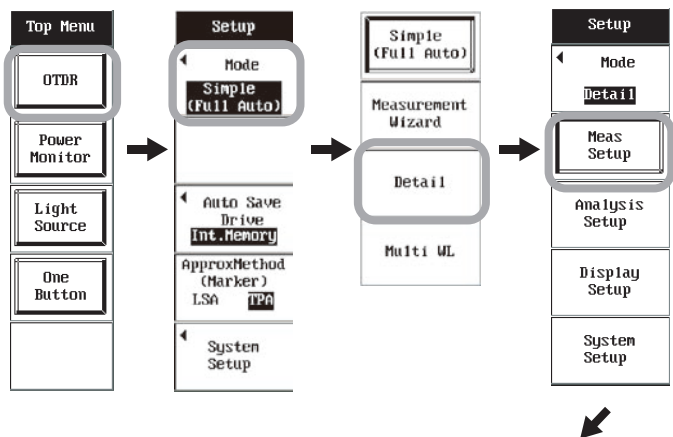 Top Menu
OTDR
Power
Monitor
Light
Source
One
Button
Setup
Mode
Simple
(Full Auto)
Auto Save
Drive
Int.Memory
ApproxMethod
(Marker)
LSA TPA
System
Setup
Simple
(Full Auto)
Measurement
Wizard
Detail
Multi WL
Setup
Mode
Detail
Meas
Setup
Analysis
Setup
Display
Setup
System
Setup